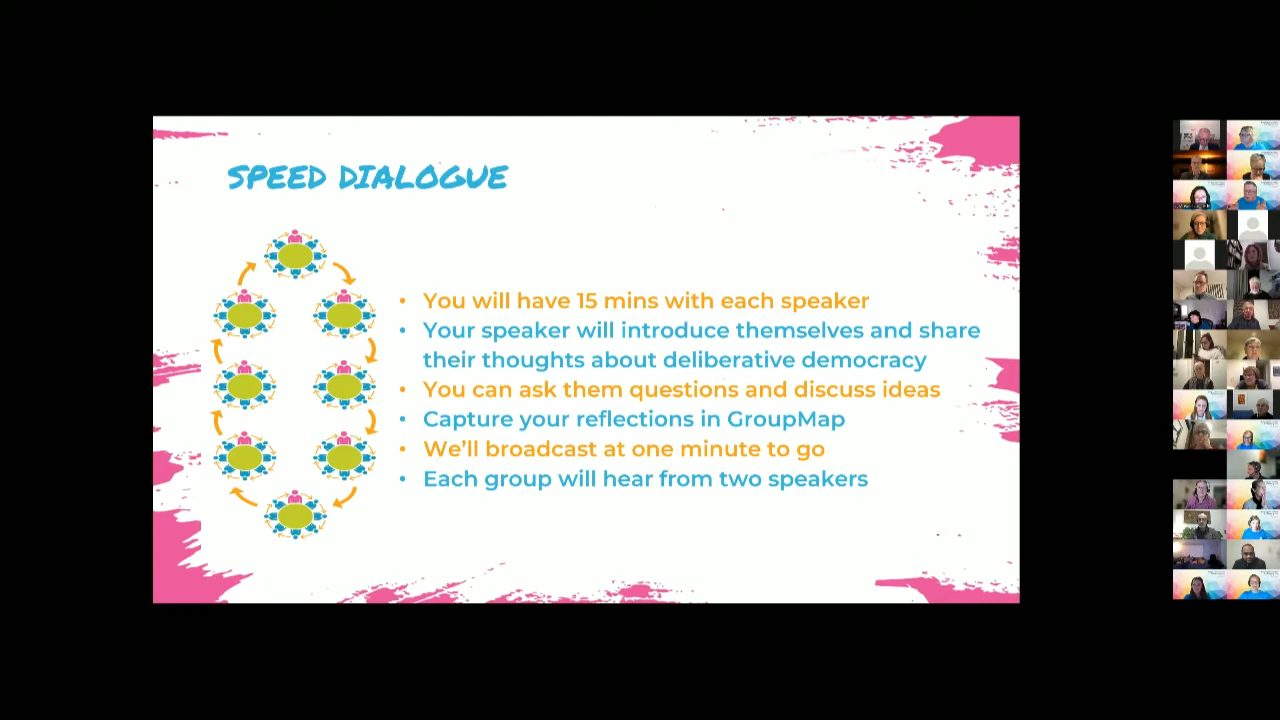 SPEED DIALOGUE
• You will have 15 mins with each speaker
• Your speaker will introduce themselves and share
their thoughts about deliberative democracy
• You can ask them questions and discuss ideas
• Capture your reflections in GroupMap
• We'll broadcast at one minute to go
• Each group will hear from two speakers